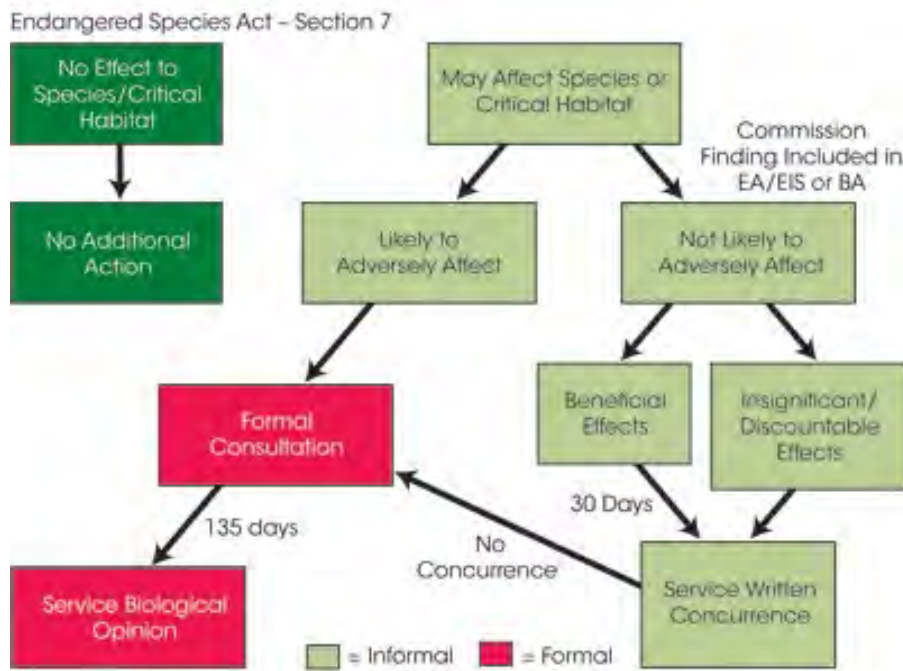 Endangered Species Act – Section 7
No Effect to
Species/Critical
Habitat
May Affect Species or
Critical Habitat
Commission
Finding Included in
EA/EIS or BA
No Additional
Action
Likely to
Adversely Affect
Not Likely to
Adversely Affect
Formal
Consultation
Beneficial
Effects
Insignificant/
Discountable
Effects
135 days
30 Days
No
Concurrence
Service Biological
Opinion
Service Written
Concurrence
= Informal
= Formal